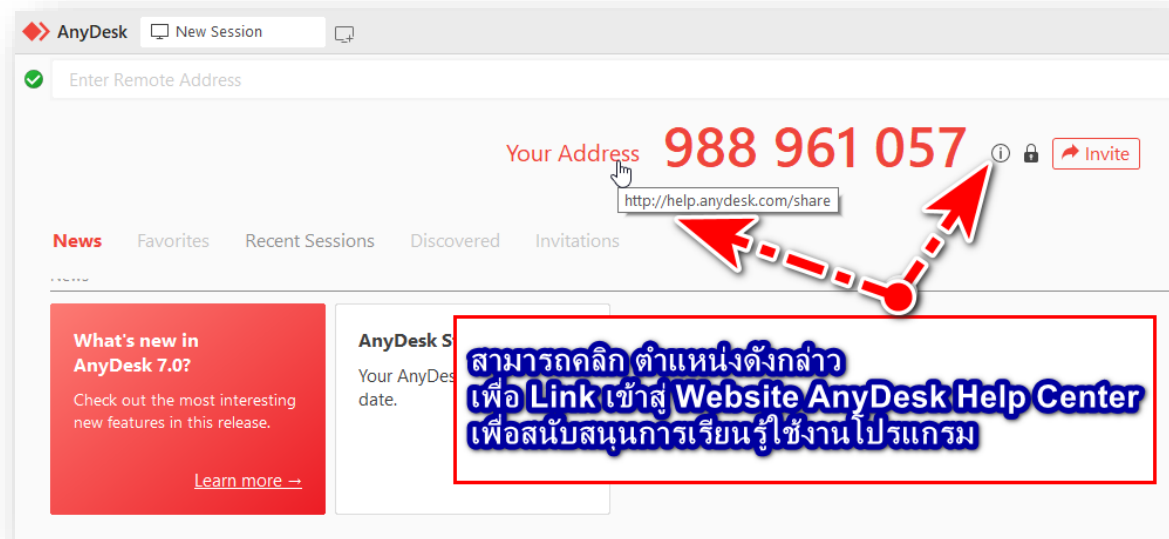 AnyDesk New Session
Enter Remote Address
Your Address 988 961 057 Invite
http://help.anydesk.com/share
News Favorites Recent Sessions Discovered Invitations
News
What's new in
AnyDesk 7.0?
Check out the most interesting
new features in this release.
Learn more →
AnyDesk S
Your AnyDes
date.
สามารถคลิก ตำแหน่งดังกล่าว
เพื่อ Link เข้าสู่ Website AnyDesk Help Center
เพื่อสนับสนุนการเรียนรู้ใช้งานโปรแกรม